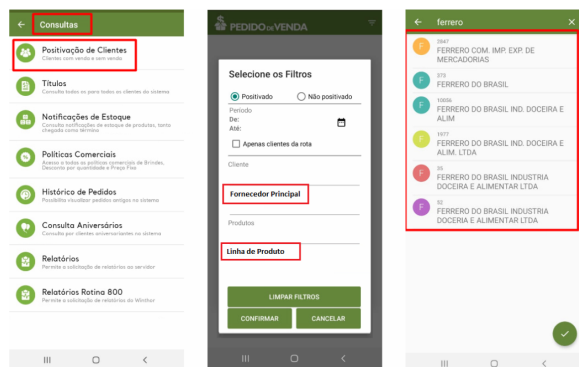 Consultas
Positivação de Clientes
Clientes com venda e sem venda
Títulos
Consulta todos os para todos os clientes do sistema
Notificações de Estoque
Consulta notificações de estoque de produtos, tanto
chegada como término
Políticas Comerciais
Acesso a todas as políticas comerciais de Brindes,
Desconto por quantidade e Preço Fixo
Histórico de Pedidos
Possibilita visualizar pedidos antigos no sistema
Consulta Aniversários
Consulta por clientes aniversariantes no sistema
Relatórios
Permite a solicitação de relatórios ao servidor
Relatórios Rotina 800
Permite a solicitação de relatórios do Winthor
PEDIDO DE VENDA
Selecione os Filtros
Positivado
Não positivado
Período
De:
Até:
Apenas clientes da rota
Cliente
Fornecedor Principal
Produtos
Linha de Produto
LIMPAR FILTROS
CONFIRMAR
CANCELAR
ferrero
F
FERRERO COM. IMP. EXP. DE
MERCADORIAS
F
373
FERRERO DO BRASIL
F
10856
FERRERO DO BRASIL IND. DOCEIRA E
ALIM
F
1977
FERRERO DO BRASIL IND. DOCEIRA E
ALIM. LTDA
F
35
FERRERO DO BRASIL INDUSTRIA
DOCEIRA E ALIMENTAR LTDA
F
52
FERRERO DO BRASIL INDUSTRIA
DOCERIA E ALIMENTAR LTDA